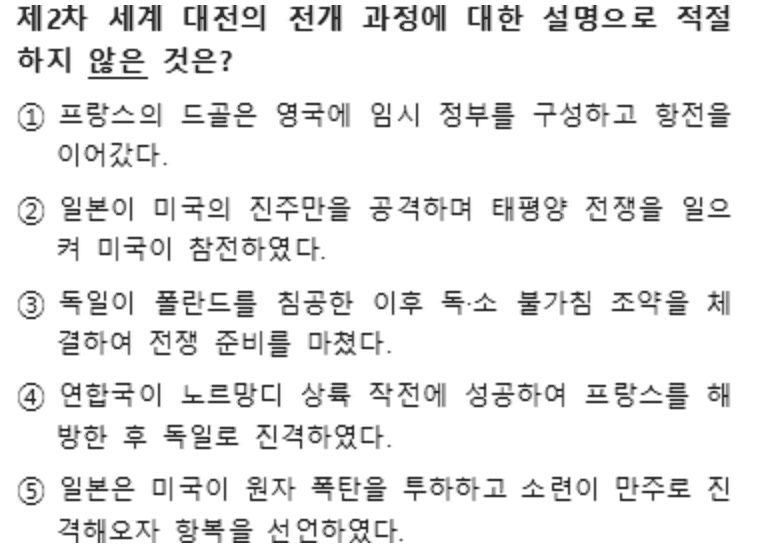 제2차 세계 대전의 전개 과정에 대한 설명으로 적절
하지 않은 것은?
① 프랑스의 드골은 영국에 임시 정부를 구성하고 항전을
이어갔다.
② 일본이 미국의 진주만을 공격하며 태평양 전쟁을 일으
켜 미국이 참전하였다.
③ 독일이 폴란드를 침공한 이후 독·소 불가침 조약을 체
결하여 전쟁 준비를 마쳤다.
④ 연합국이 노르망디 상륙 작전에 성공하여 프랑스를 해
방한 후 독일로 진격하였다.
⑤ 일본은 미국이 원자 폭탄을 투하하고 소련이 만주로 진
격해오자 항복을 선언하였다.